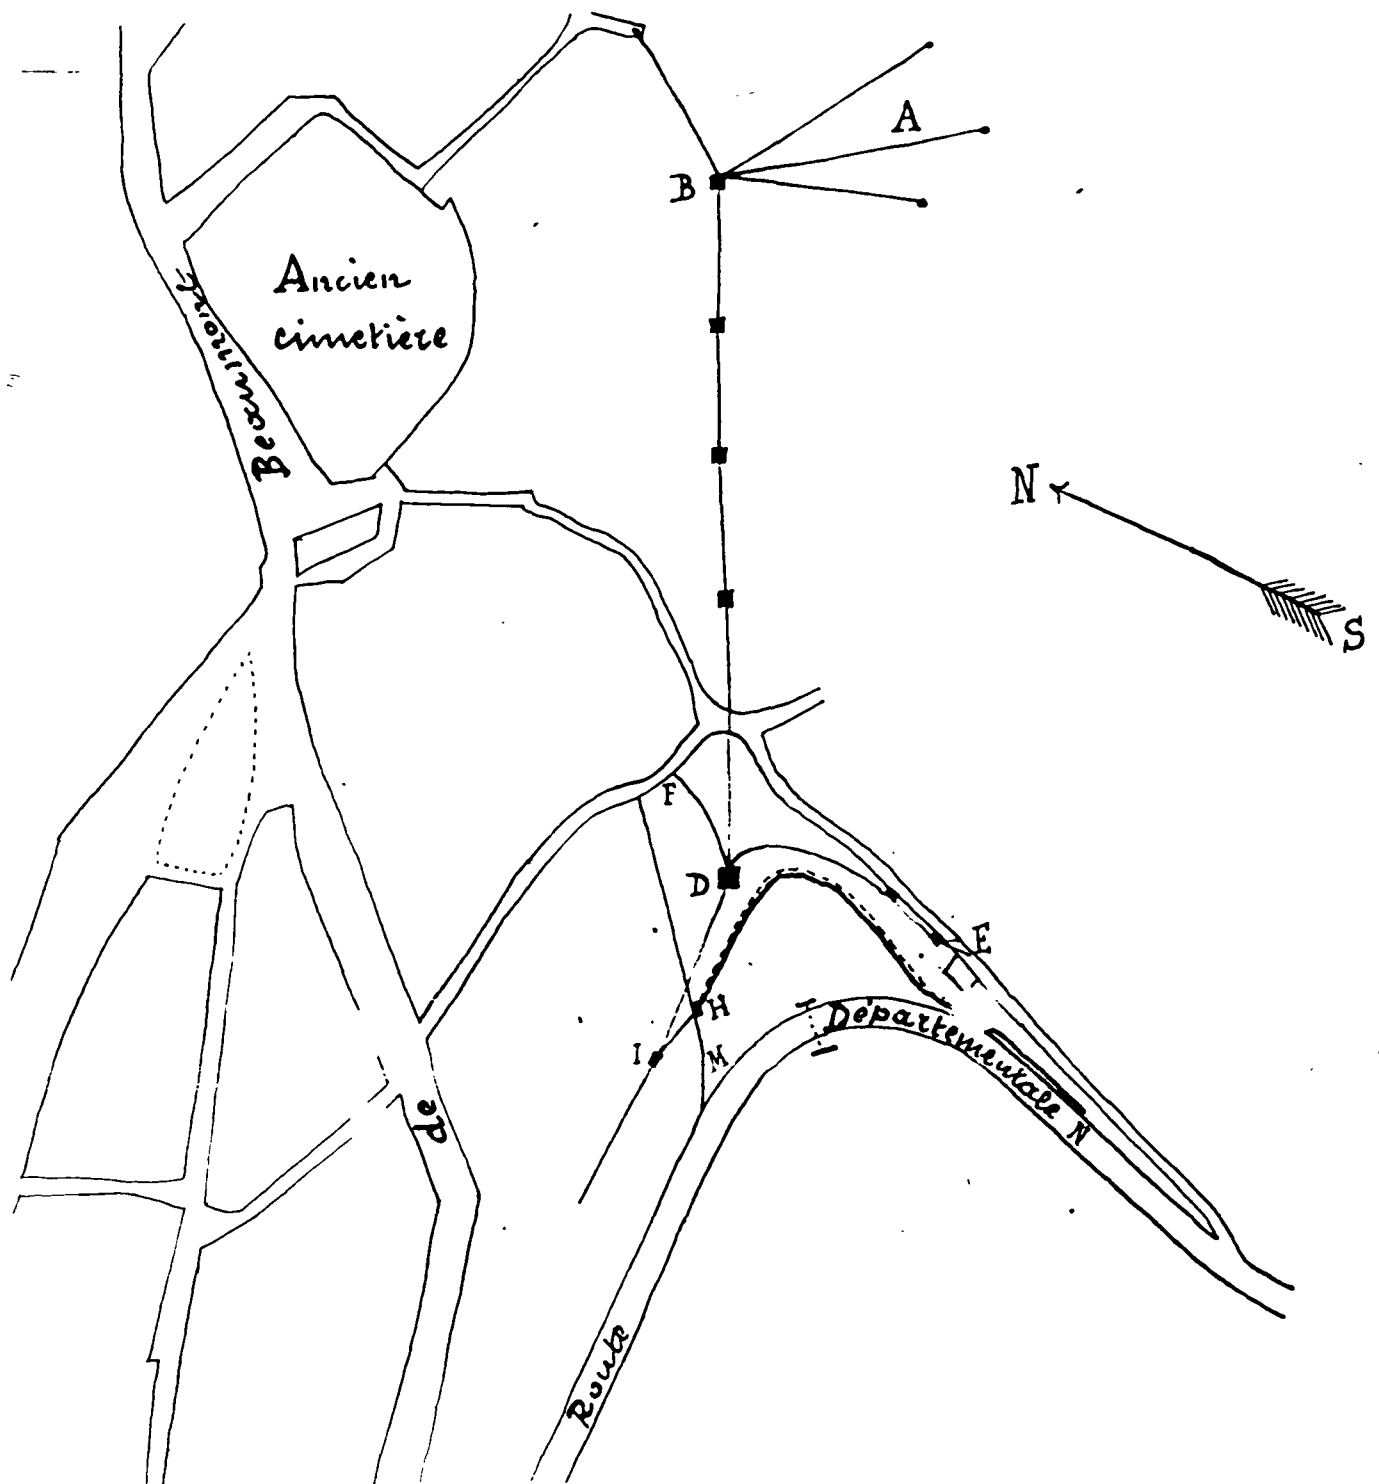 A
B
Ancien
cimetière
Beaumont
N
S
F
D
E
H
I
M
Départementale
N
de
Route